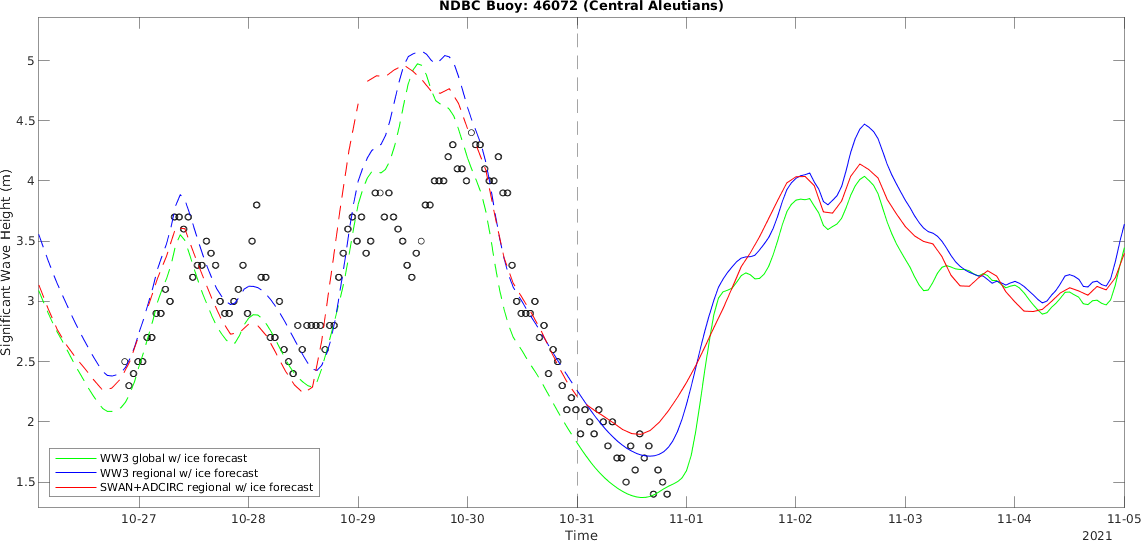 NDBC Buoy: 46072 (Central Aleutians)
Significant Wave Height (m)
5
4.5
4
3.5
3
2.5
2
1.5
WW3 global w/ ice forecast
WW3 regional w/ ice forecast
SWAN+ADCIRC regional w/ ice forecast
10-27 10-28 10-29 10-30 10-31 11-01 11-02 11-03 11-04 11-05
Time
2021